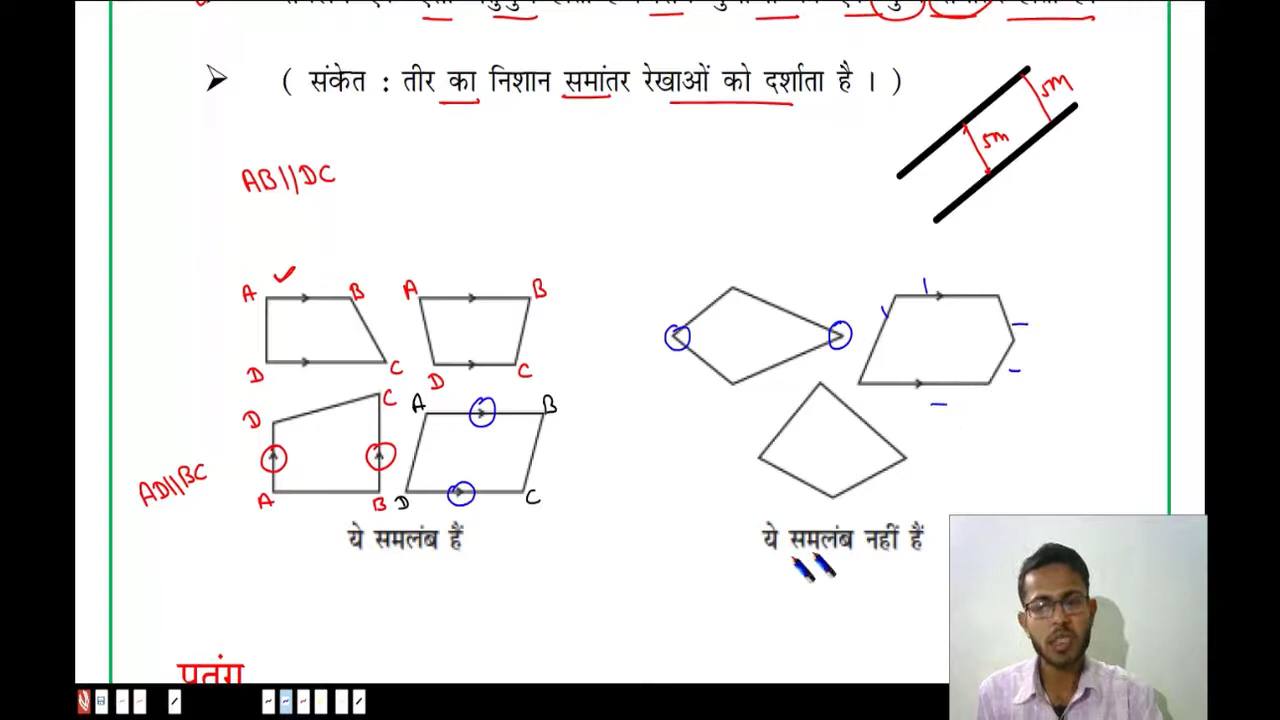 ( संकेत : तीर का निशान समांतर रेखाओं को दर्शाता है । )
5M
5M
AB//DC
A B A B
D C D C
D C A B
AD//BC
A B D C
ये समलंब हैं ये समलंब नहीं हैं
पतंग